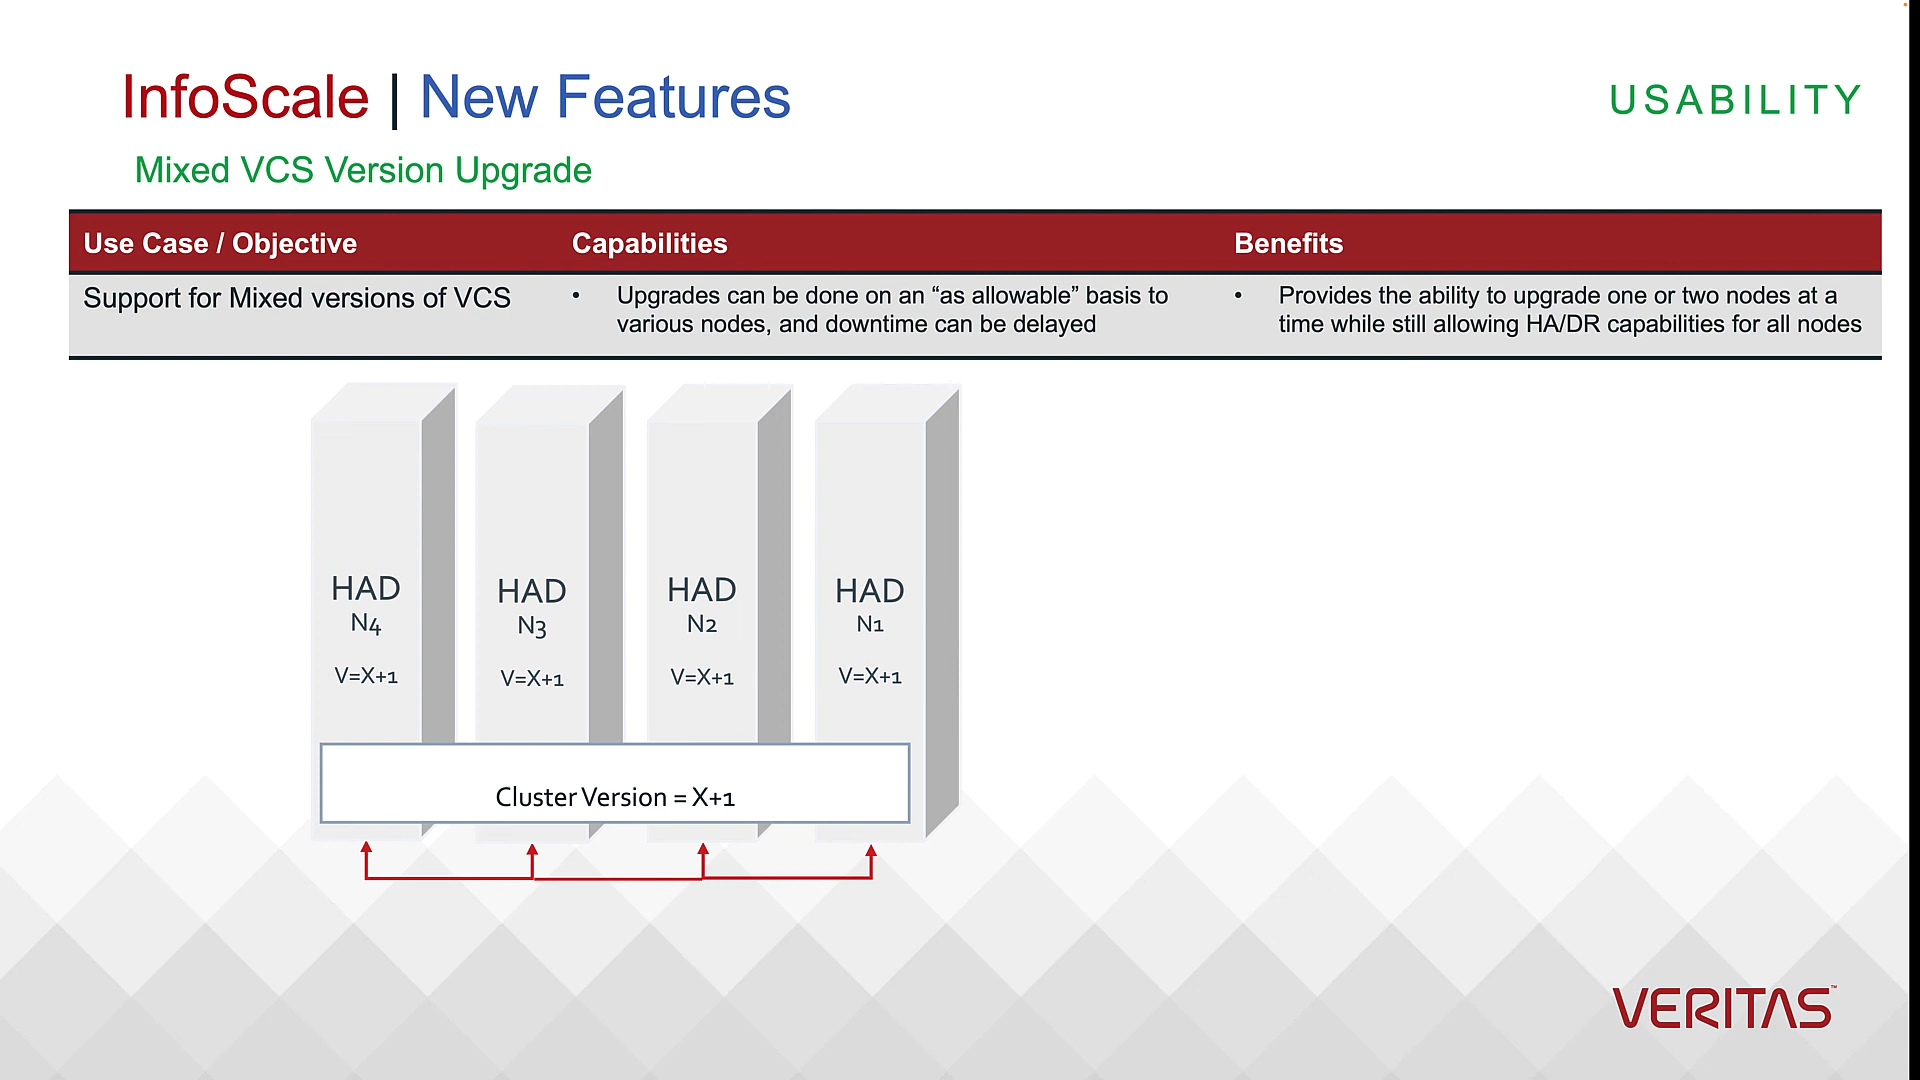 InfoScale | New Features
USABILITY
Mixed VCS Version Upgrade
Use Case / Objective
Capabilities
Benefits
Support for Mixed versions of VCS
• Upgrades can be done on an “as allowable” basis to
various nodes, and downtime can be delayed
• Provides the ability to upgrade one or two nodes at a
time while still allowing HA/DR capabilities for all nodes
HAD
N4
V=X+1
HAD
N3
V=X+1
HAD
N2
V=X+1
HAD
N1
V=X+1
Cluster Version = X+1
VERITAS™